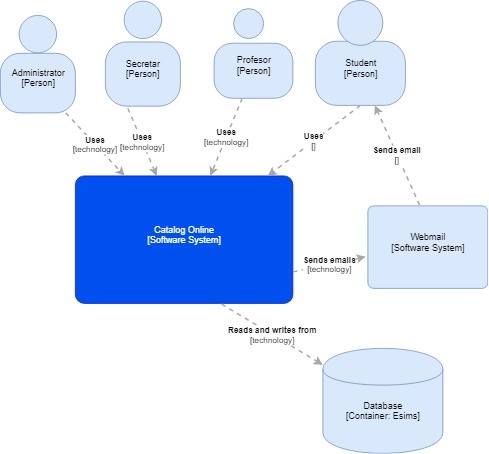 Administrator
[Person]
Secretar
[Person]
Profesor
[Person]
Student
[Person]
Uses
[technology]
Uses
[technology]
Uses
[technology]
Uses
[]
Sends email
[]
Catalog Online
[Software System]
Webmail
[Software System]
Sends emails
[technology]
Reads and writes from
[technology]
Database
[Container: Esims]